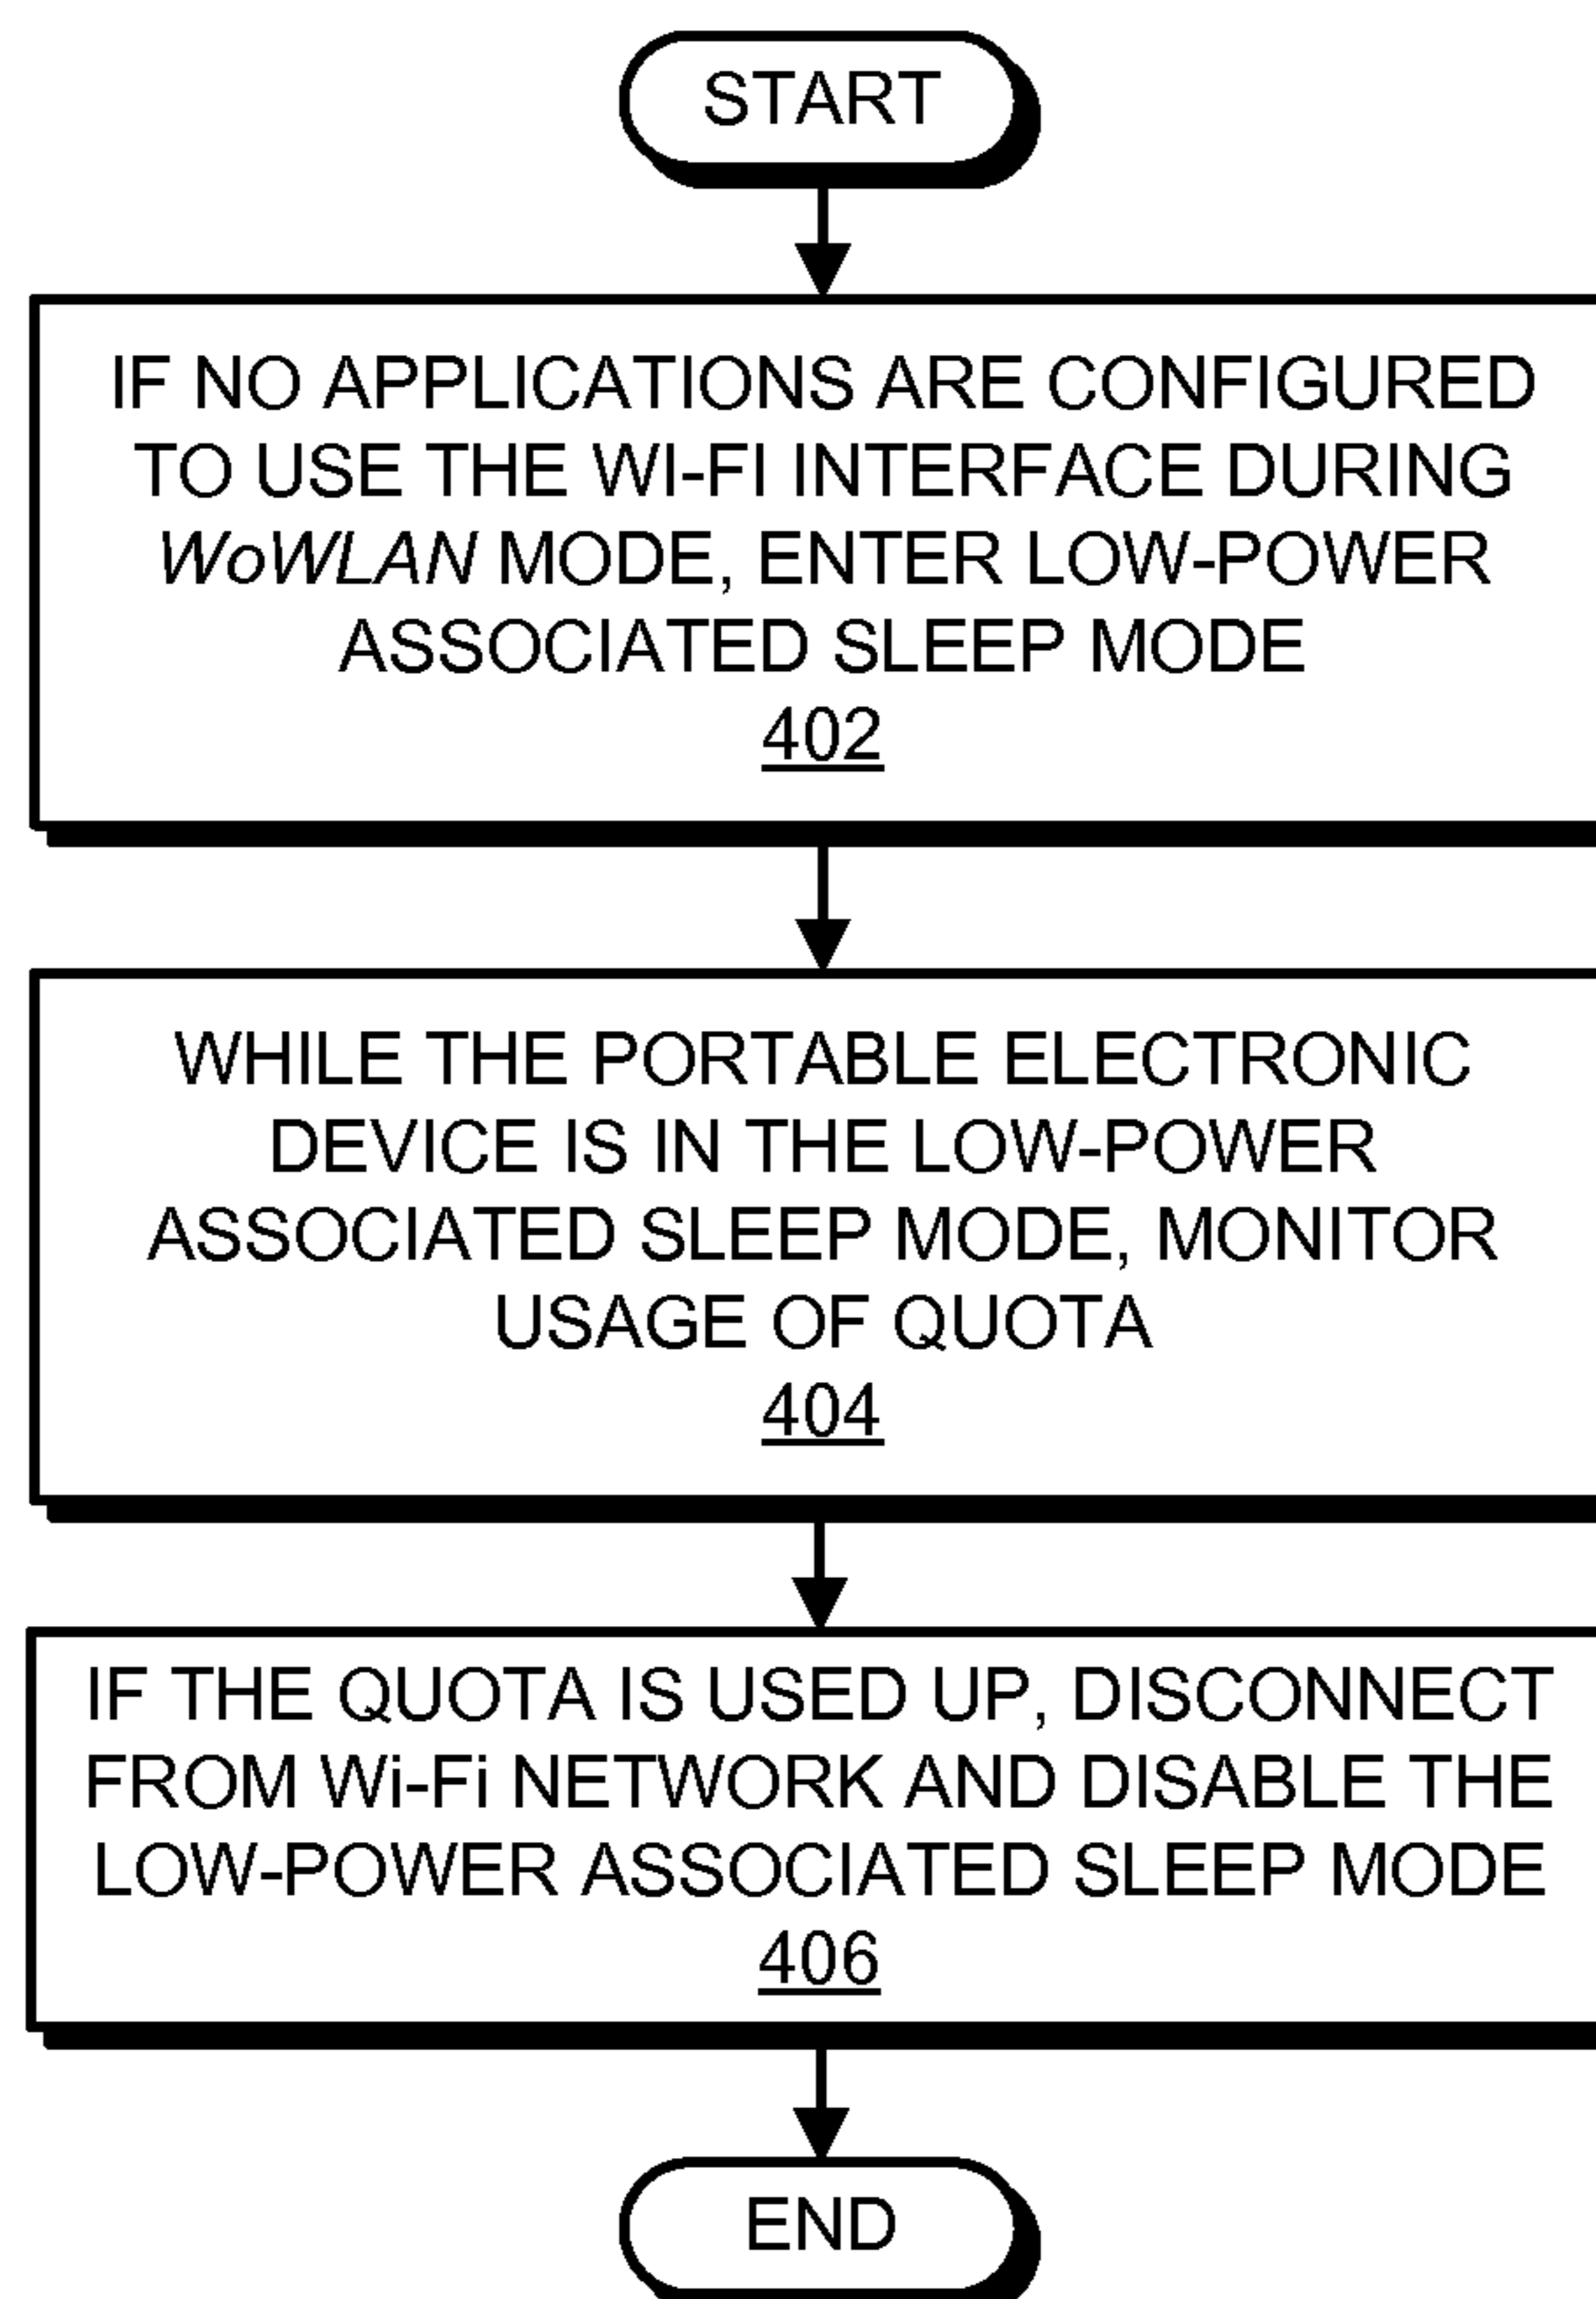 START
IF NO APPLICATIONS ARE CONFIGURED
TO USE THE WI-FI INTERFACE DURING
WoWLAN MODE, ENTER LOW-POWER
ASSOCIATED SLEEP MODE
402
WHILE THE PORTABLE ELECTRONIC
DEVICE IS IN THE LOW-POWER
ASSOCIATED SLEEP MODE, MONITOR
USAGE OF QUOTA
404
IF THE QUOTA IS USED UP, DISCONNECT
FROM Wi-Fi NETWORK AND DISABLE THE
LOW-POWER ASSOCIATED SLEEP MODE
406
END